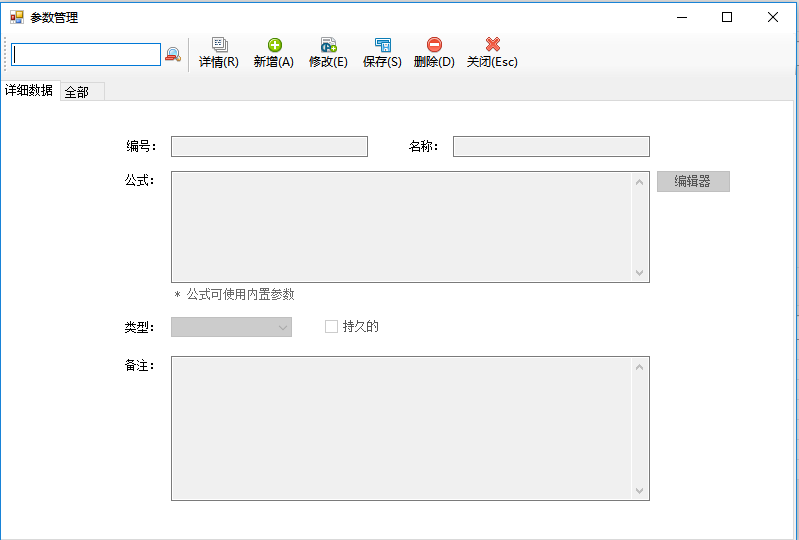 参数管理
详情(R) 新增(A) 修改(E) 保存(S) 删除(D) 关闭(Esc)
详细数据 全部
编号： 名称：
公式： 编辑器
* 公式可使用内置参数
类型： 持久的
备注：